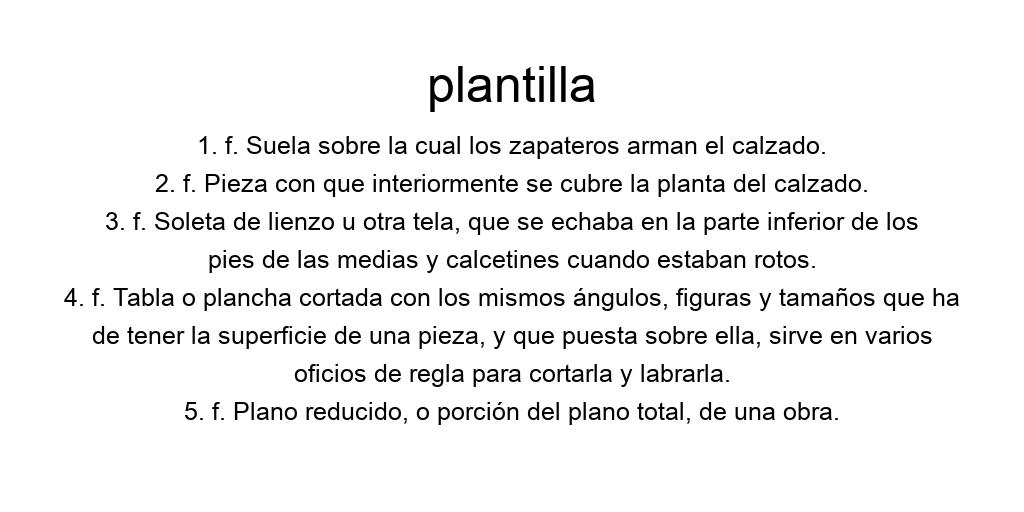 plantilla
1. f. Suela sobre la cual los zapateros arman el calzado.
2. f. Pieza con que interiormente se cubre la planta del calzado.
3. f. Soleta de lienzo u otra tela, que se echaba en la parte inferior de los
pies de las medias y calcetines cuando estaban rotos.
4. f. Tabla o plancha cortada con los mismos ángulos, figuras y tamaños que ha
de tener la superficie de una pieza, y que puesta sobre ella, sirve en varios
oficios de regla para cortarla y labrarla.
5. f. Plano reducido, o porción del plano total, de una obra.